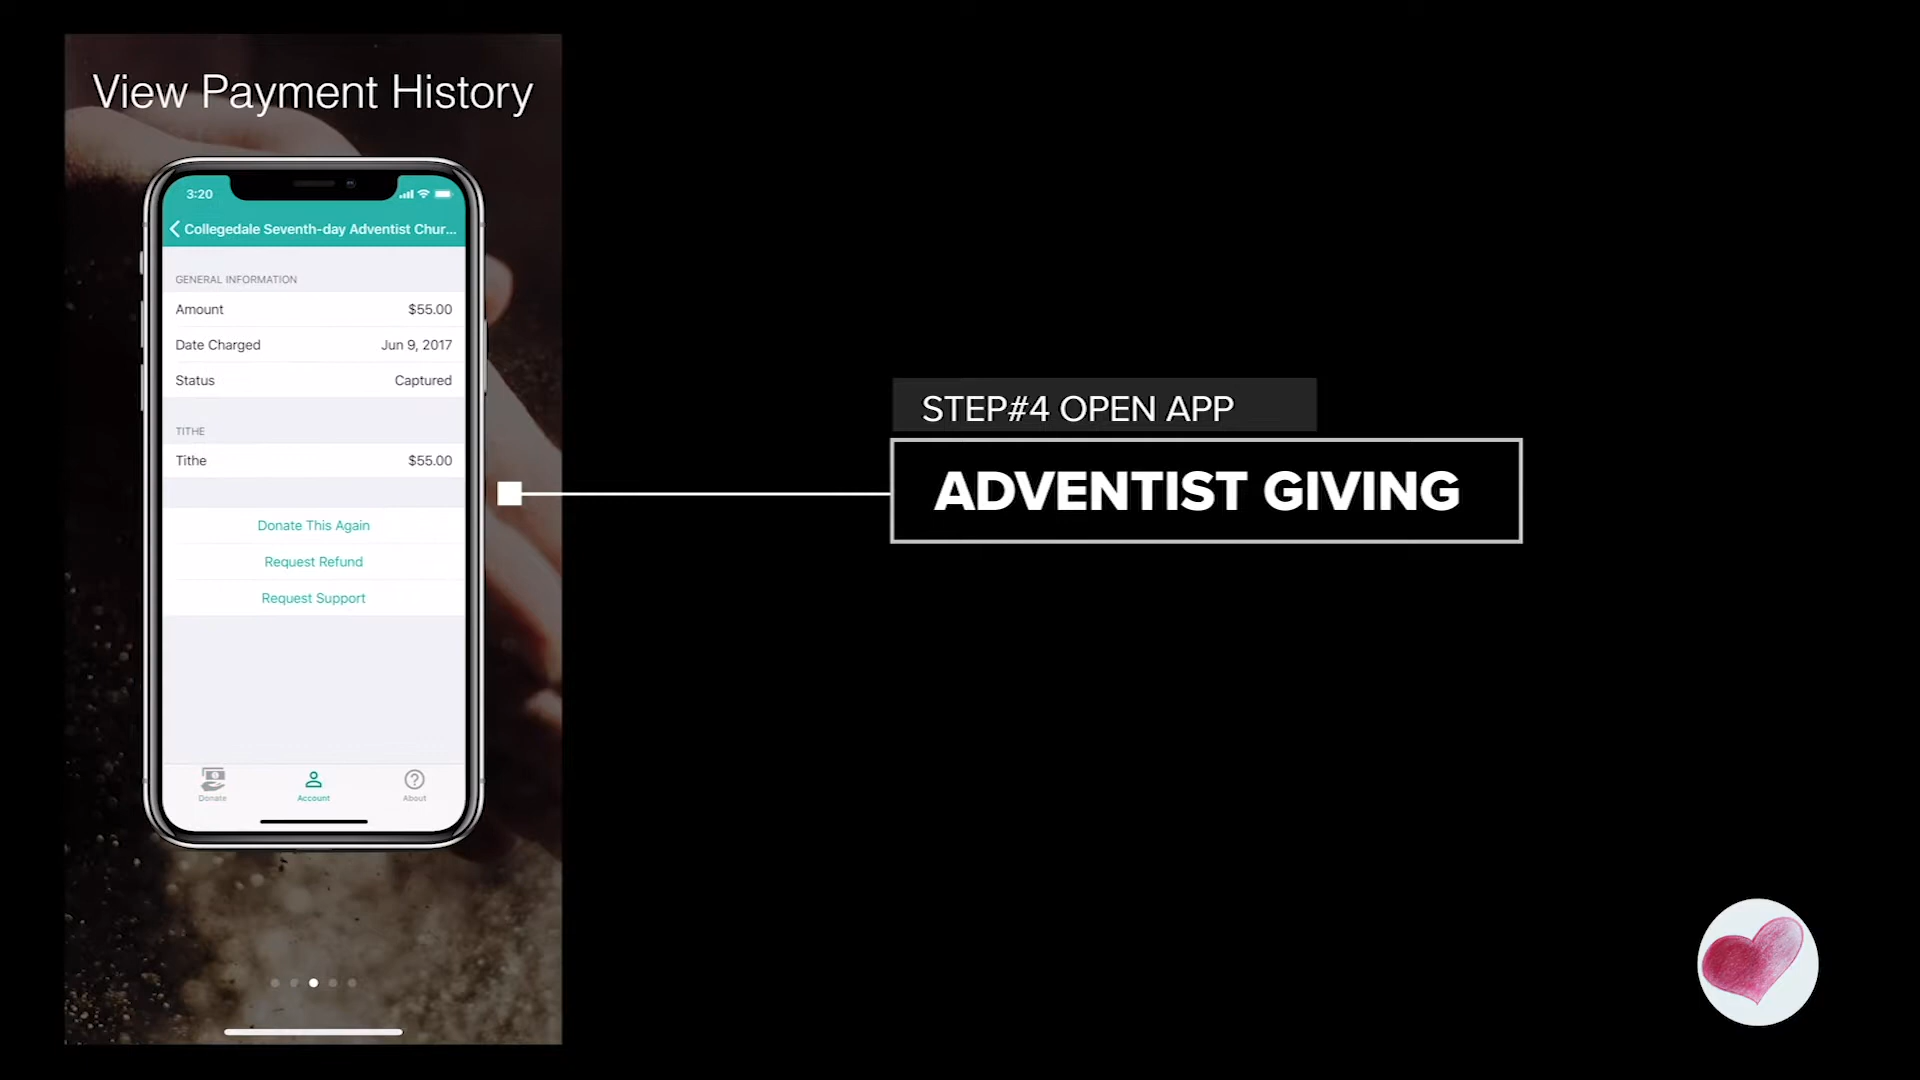 View Payment History
3:20
Collegedale Seventh-day Adventist Chur...
GENERAL INFORMATION
Amount $55.00
Date Charged Jun 9, 2017
Status Captured
TITHE
Tithe $55.00
Donate This Again
Request Refund
Request Support
Donate Account About
STEP#4 OPEN APP
ADVENTIST GIVING